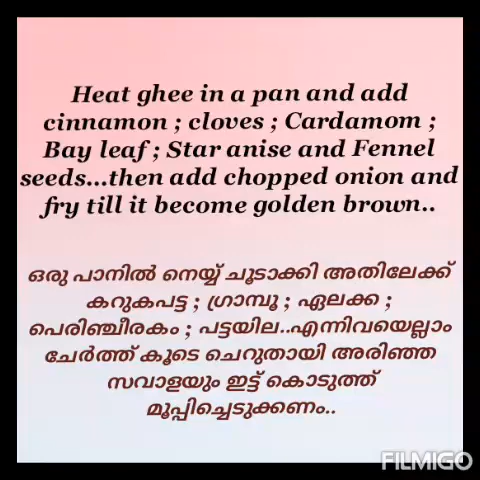 Heat ghee in a pan and add
cinnamon ; cloves ; Cardamom ;
Bay leaf ; Star anise and Fennel
seeds...then add chopped onion and
fry till it become golden brown..
ഒരു പാനിൽ നെയ്യ് ചൂടാക്കി അതിലേക്ക്
കറുകപട്ട ; ഗ്രാമ്പൂ ; ഏലക്ക ;
പെരിഞ്ചീരകം ; പട്ടയില..എന്നിവയെല്ലാം
ചേർത്ത് കൂടെ ചെറുതായി അരിഞ്ഞ
സവാളയും ഇട്ട് കൊടുത്ത്
മൂപ്പിച്ചെടുക്കണം..
FILMIGO